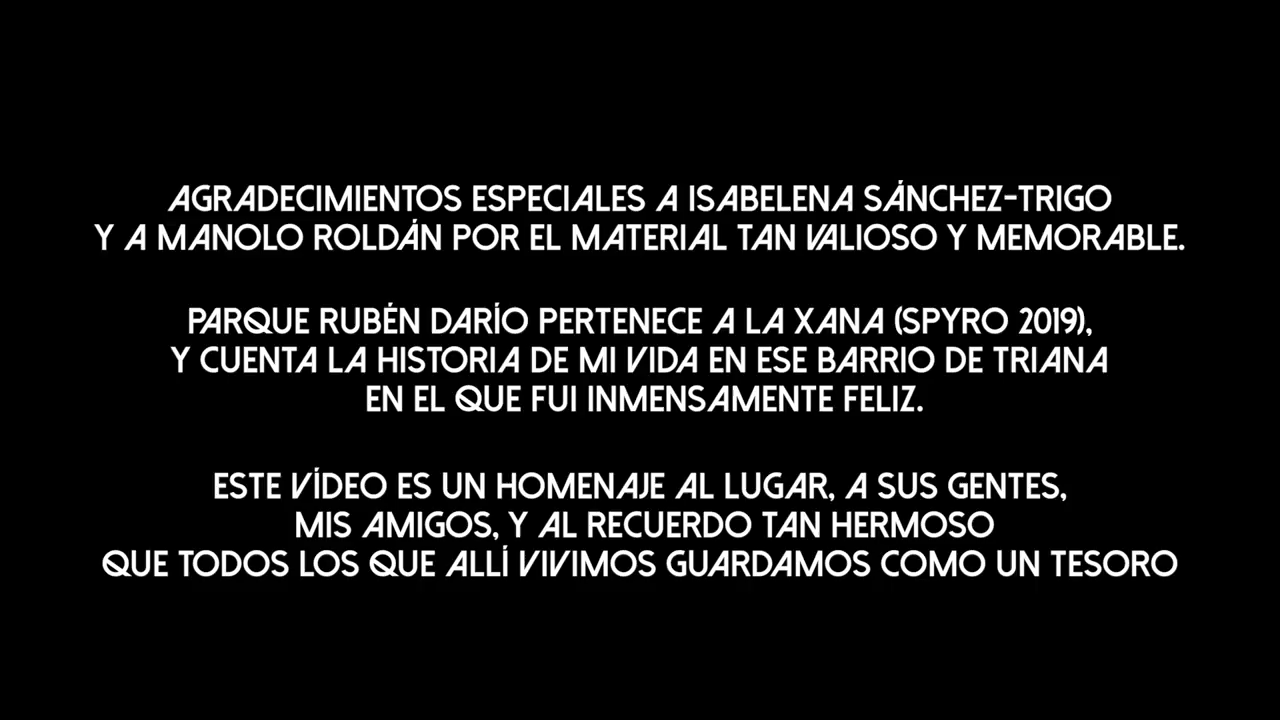 AGRADECIMIENTOS ESPECIALES A ISABELENA SÁNCHEZ-TRIGO
Y A MANOLO ROLDÁN POR EL MATERIAL TAN VALIOSO Y MEMORABLE.
PARQUE RUBÉN DARÍO PERTENECE A LA XANA (SPYRO 2019),
Y CUENTA LA HISTORIA DE MI VIDA EN ESE BARRIO DE TRIANA
EN EL QUE FUI INMENSAMENTE FELIZ.
ESTE VÍDEO ES UN HOMENAJE AL LUGAR, A SUS GENTES,
MIS AMIGOS, Y AL RECUERDO TAN HERMOSO
QUE TODOS LOS QUE ALLÍ VIVIMOS GUARDAMOS COMO UN TESORO